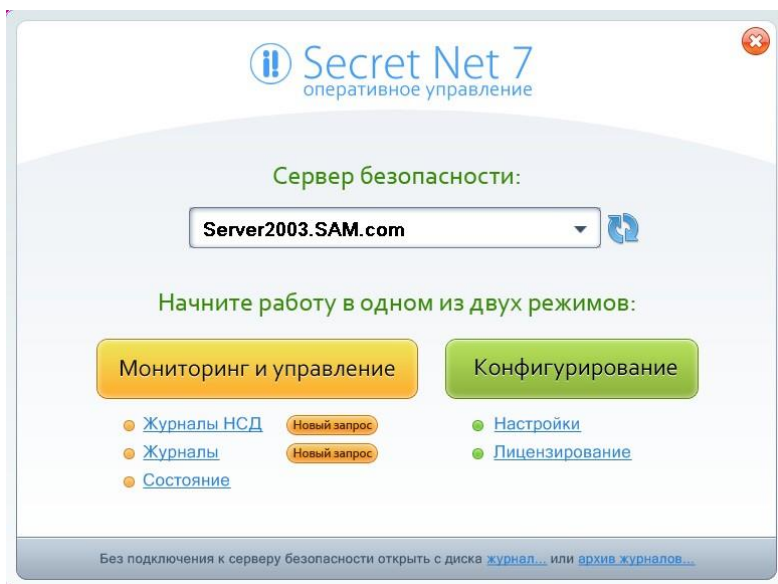 Secret Net 7
оперативное управление
Сервер безопасности:
Server2003.SAM.com
Начните работу в одном из двух режимов:
Мониторинг и управление
Конфигурирование
Журналы НСД Новый запрос
Настройки
Журналы Новый запрос
Лицензирование
Состояние
Без подключения к серверу безопасности открыть с диска журнал... или архив журналов...